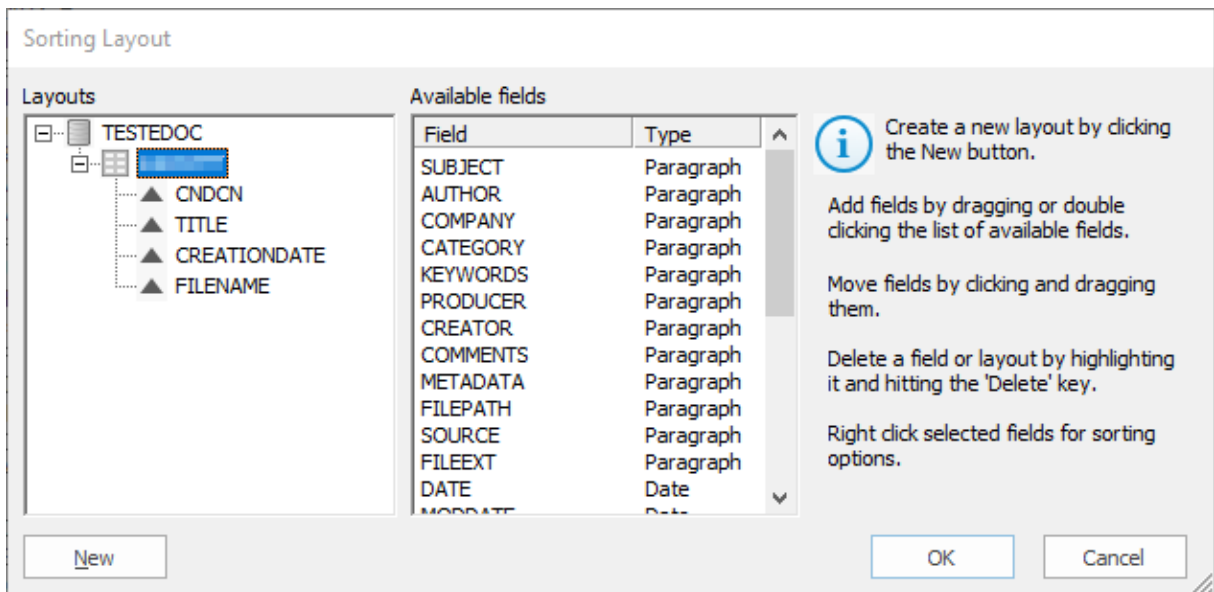 Sorting Layout
Layouts
TESTEDOC
CNDCN
TITLE
CREATIONDATE
FILENAME
Available fields
Field Type
SUBJECT Paragraph
AUTHOR Paragraph
COMPANY Paragraph
CATEGORY Paragraph
KEYWORDS Paragraph
PRODUCER Paragraph
CREATOR Paragraph
COMMENTS Paragraph
METADATA Paragraph
FILEPATH Paragraph
SOURCE Paragraph
FILEEXT Paragraph
DATE Date
MODDATE Date
Create a new layout by clicking
the New button.
Add fields by dragging or double
clicking the list of available fields.
Move fields by clicking and dragging
them.
Delete a field or layout by highlighting
it and hitting the 'Delete' key.
Right click selected fields for sorting
options.
New
OK
Cancel